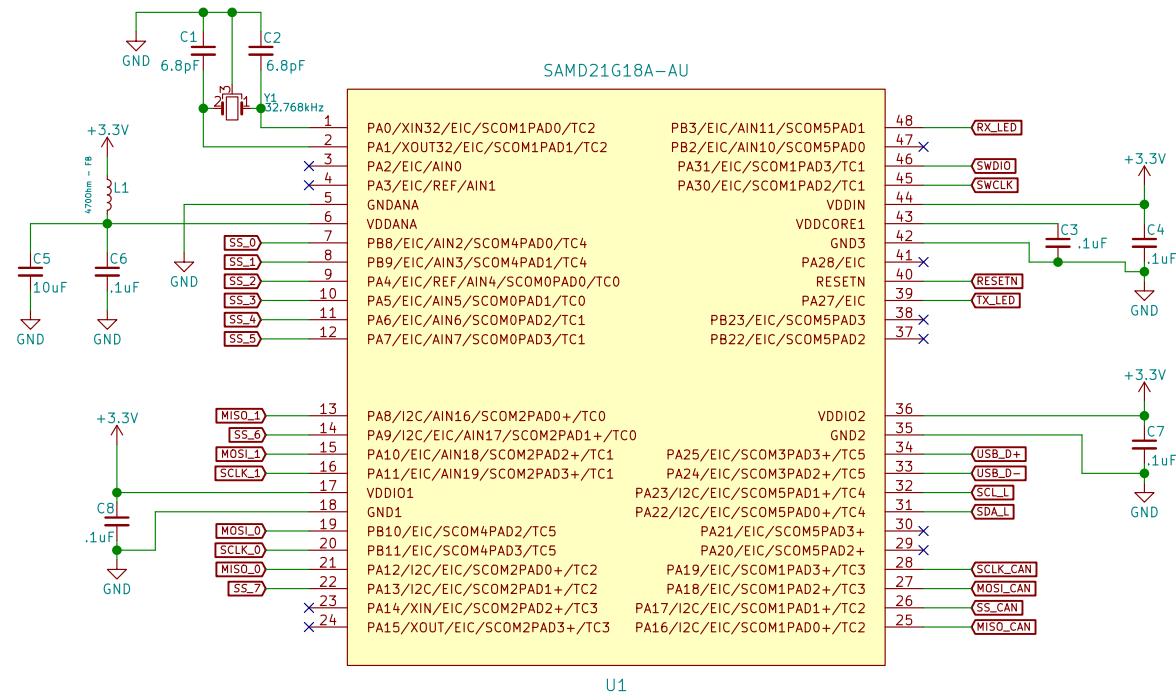 C1
C2
GND
6.8pF
6.8pF
SAMD21G18A-AU
3
2
1
Y1
32.768kHz
+3.3V
470Ohm - FB
L1
C5
10uF
C6
.1uF
GND
GND
GND
1 PA0/XIN32/EIC/SCOM1PAD0/TC2
2 PA1/XOUT32/EIC/SCOM1PAD1/TC2
3 PA2/EIC/AIN0
4 PA3/EIC/REF/AIN1
5 GNDANA
6 VDDANA
SS_0 7 PB8/EIC/AIN2/SCOM4PAD0/TC4
SS_1 8 PB9/EIC/AIN3/SCOM4PAD1/TC4
SS_2 9 PA4/EIC/REF/AIN4/SCOM0PAD0/TC0
SS_3 10 PA5/EIC/AIN5/SCOM0PAD1/TC0
SS_4 11 PA6/EIC/AIN6/SCOM0PAD2/TC1
SS_5 12 PA7/EIC/AIN7/SCOM0PAD3/TC1
+3.3V
MISO_1 13 PA8/I2C/AIN16/SCOM2PAD0+/TC0
SS_6 14 PA9/I2C/EIC/AIN17/SCOM2PAD1+/TC0
MOSI_1 15 PA10/EIC/AIN18/SCOM2PAD2+/TC1
SCLK_1 16 PA11/EIC/AIN19/SCOM2PAD3+/TC1
17 VDDIO1
18 GND1
C8
.1uF
GND
MOSI_0 19 PB10/EIC/SCOM4PAD2/TC5
SCLK_0 20 PB11/EIC/SCOM4PAD3/TC5
MISO_0 21 PA12/I2C/EIC/SCOM2PAD0+/TC2
SS_7 22 PA13/I2C/EIC/SCOM2PAD1+/TC2
23 PA14/XIN/EIC/SCOM2PAD2+/TC3
24 PA15/XOUT/EIC/SCOM2PAD3+/TC3
PB3/EIC/AIN11/SCOM5PAD1 48 RX_LED
PB2/EIC/AIN10/SCOM5PAD0 47
PA31/EIC/SCOM1PAD3/TC1 46 SWDIO
PA30/EIC/SCOM1PAD2/TC1 45 SWCLK
VDDIN 44
VDDCORE1 43
GND3 42
PA28/EIC 41
RESETN 40 RESETN
PA27/EIC 39 TX_LED
PB23/EIC/SCOM5PAD3 38
PB22/EIC/SCOM5PAD2 37
+3.3V
C3
.1uF
C4
.1uF
GND
+3.3V
VDDIO2 36
GND2 35
C7
.1uF
GND
PA25/EIC/SCOM3PAD3+/TC5 34 USB_D+
PA24/EIC/SCOM3PAD2+/TC5 33 USB_D-
PA23/I2C/EIC/SCOM5PAD1+/TC4 32 SCL_L
PA22/I2C/EIC/SCOM5PAD0+/TC4 31 SDA_L
PA21/EIC/SCOM5PAD3+ 30
PA20/EIC/SCOM5PAD2+ 29
PA19/EIC/SCOM1PAD3+/TC3 28 SCLK_CAN
PA18/EIC/SCOM1PAD2+/TC3 27 MOSI_CAN
PA17/I2C/EIC/SCOM1PAD1+/TC2 26 SS_CAN
PA16/I2C/EIC/SCOM1PAD0+/TC2 25 MISO_CAN
U1